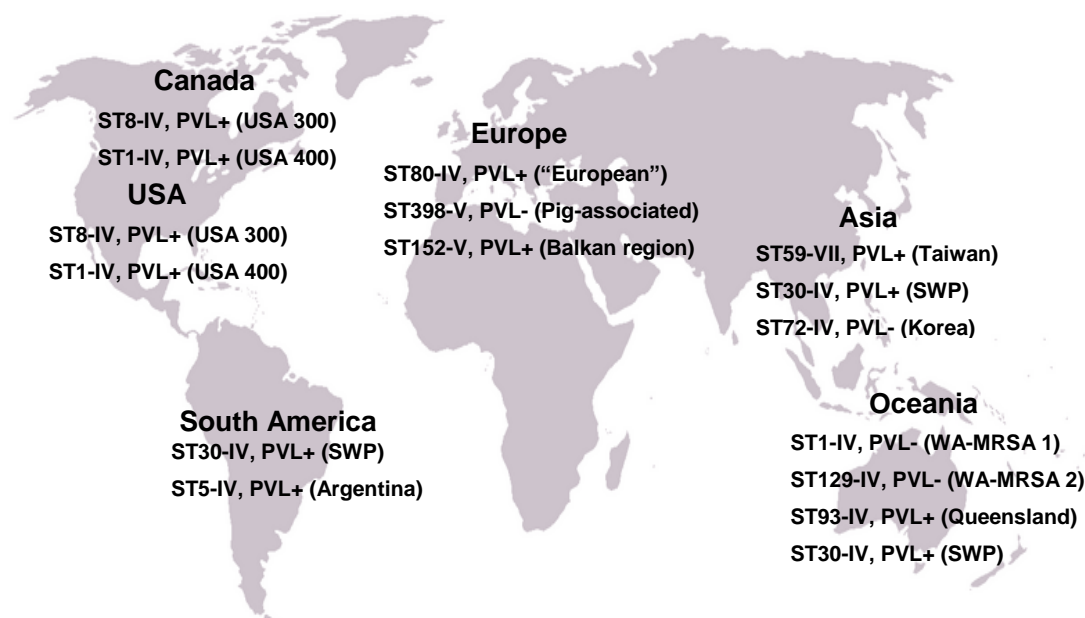 Canada
ST8-IV, PVL+ (USA 300)
ST1-IV, PVL+ (USA 400)
USA
ST8-IV, PVL+ (USA 300)
ST1-IV, PVL+ (USA 400)
Europe
ST80-IV, PVL+ (“European”)
ST398-V, PVL- (Pig-associated)
ST152-V, PVL+ (Balkan region)
Asia
ST59-VII, PVL+ (Taiwan)
ST30-IV, PVL+ (SWP)
ST72-IV, PVL- (Korea)
South America
ST30-IV, PVL+ (SWP)
ST5-IV, PVL+ (Argentina)
Oceania
ST1-IV, PVL- (WA-MRSA 1)
ST129-IV, PVL- (WA-MRSA 2)
ST93-IV, PVL+ (Queensland)
ST30-IV, PVL+ (SWP)